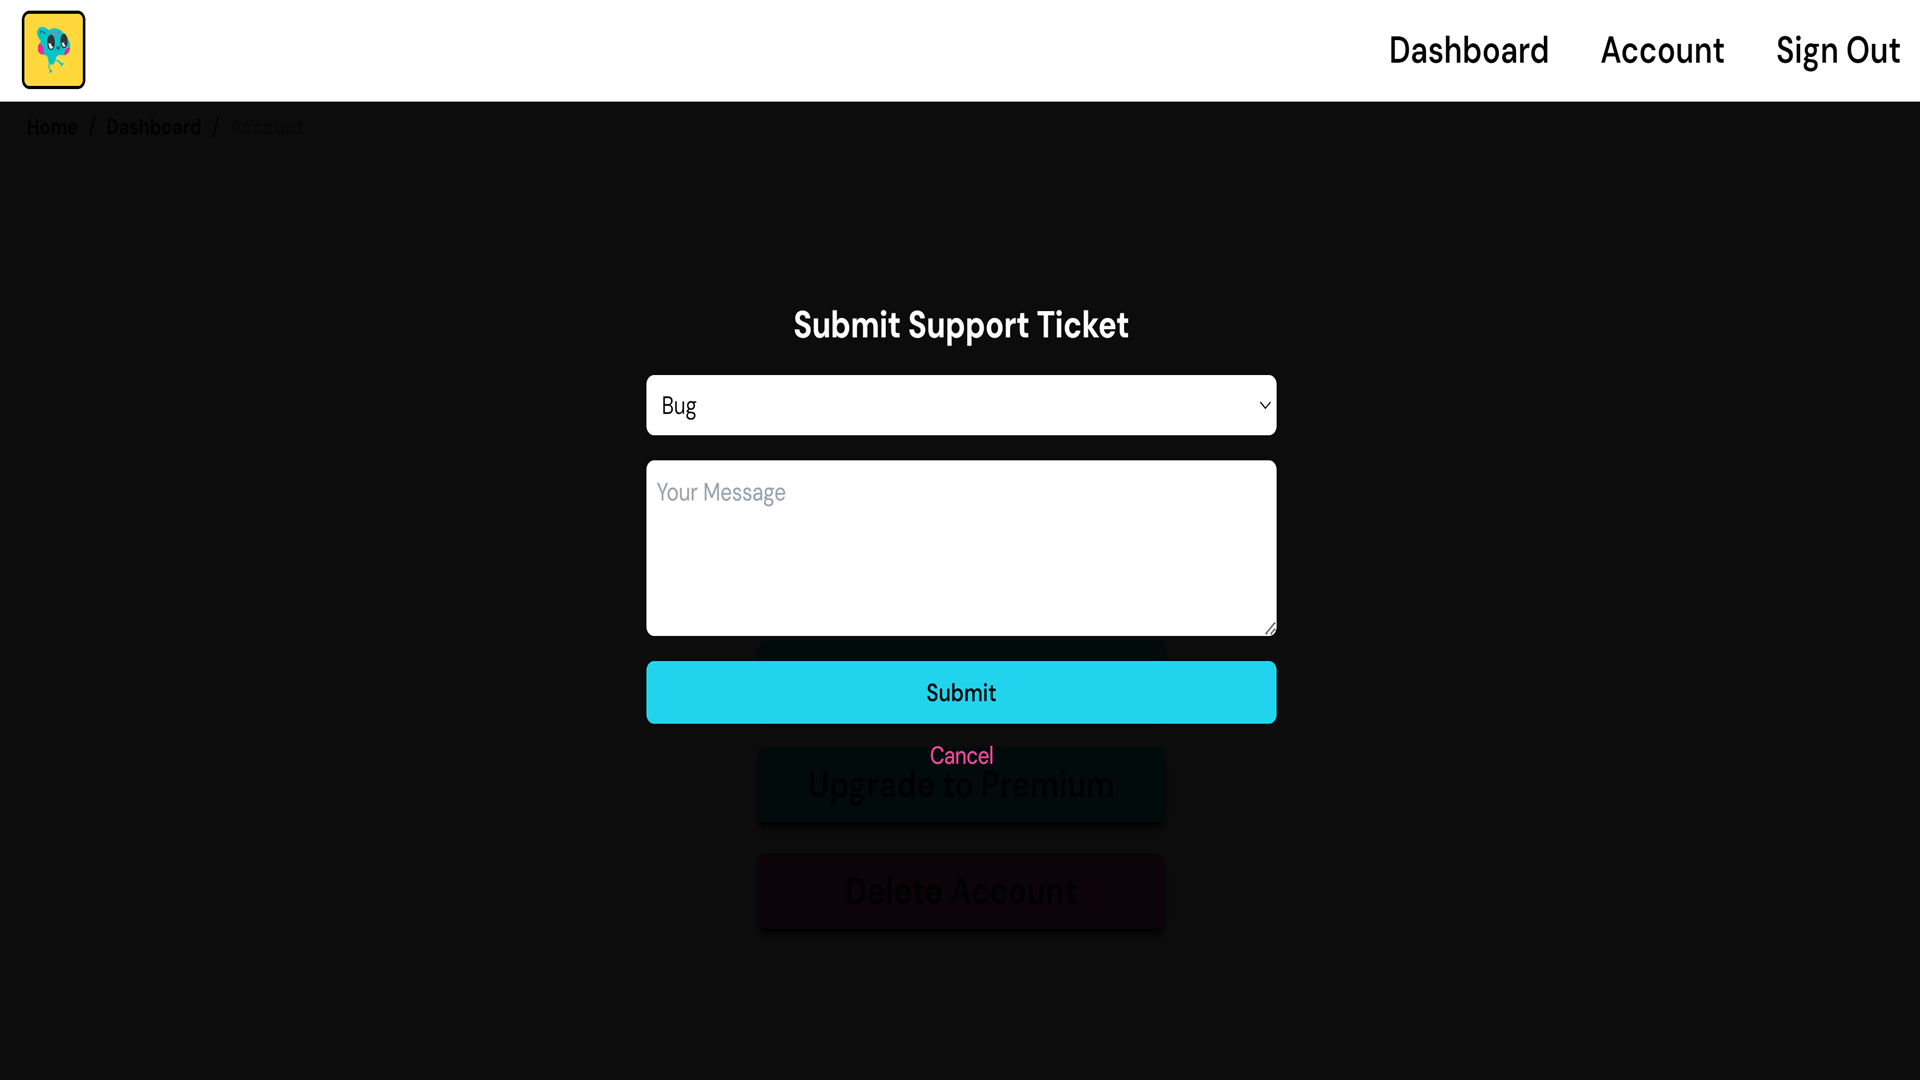 Dashboard Account Sign Out
Home / Dashboard / Account
Submit Support Ticket
Bug
Your Message
Submit
Cancel
Upgrade to Premium
Delete Account